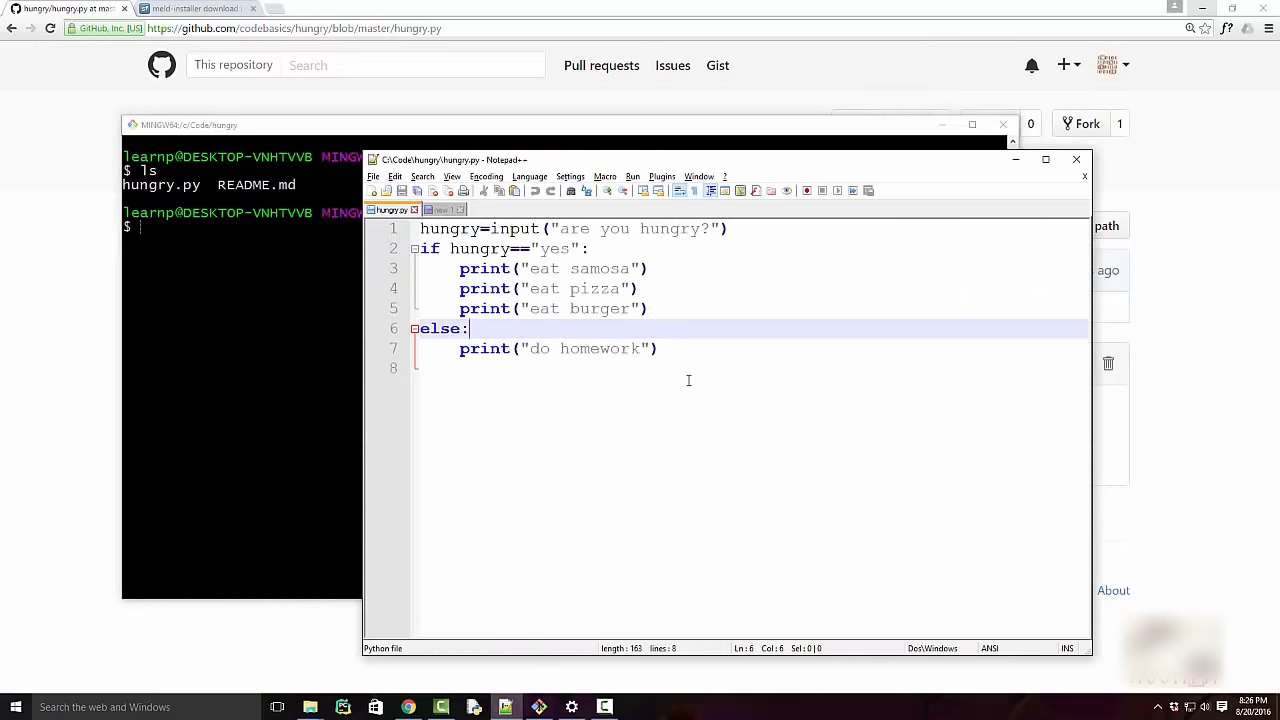 hungry/hungry.py at mast
meld-installer download |
GitHub, Inc. [US]
https://github.com/codebasics/hungry/blob/master/hungry.py
This repository
Search
Pull requests
Issues
Gist
0
Fork
1
MINGW64:/c/Code/hungry
learnp@DESKTOP-VNHTVVB MINGW
$ ls
hungry.py README.md
learnp@DESKTOP-VNHTVVB MINGW
$
C:\Code\hungry\hungry.py - Notepad++
File Edit Search View Encoding Language Settings Macro Run Plugins Window ? X
hungry.py
new 1
1 hungry=input("are you hungry?")
2 if hungry=="yes":
3 print("eat samosa")
4 print("eat pizza")
5 print("eat burger")
6 else:
7 print("do homework")
8
path
ago
About
Python file
length : 163 lines : 8
Ln : 6 Col : 6 Sel : 0 | 0
Dos\Windows
ANSI
INS
Search the web and Windows
8:26 PM
8/20/2016